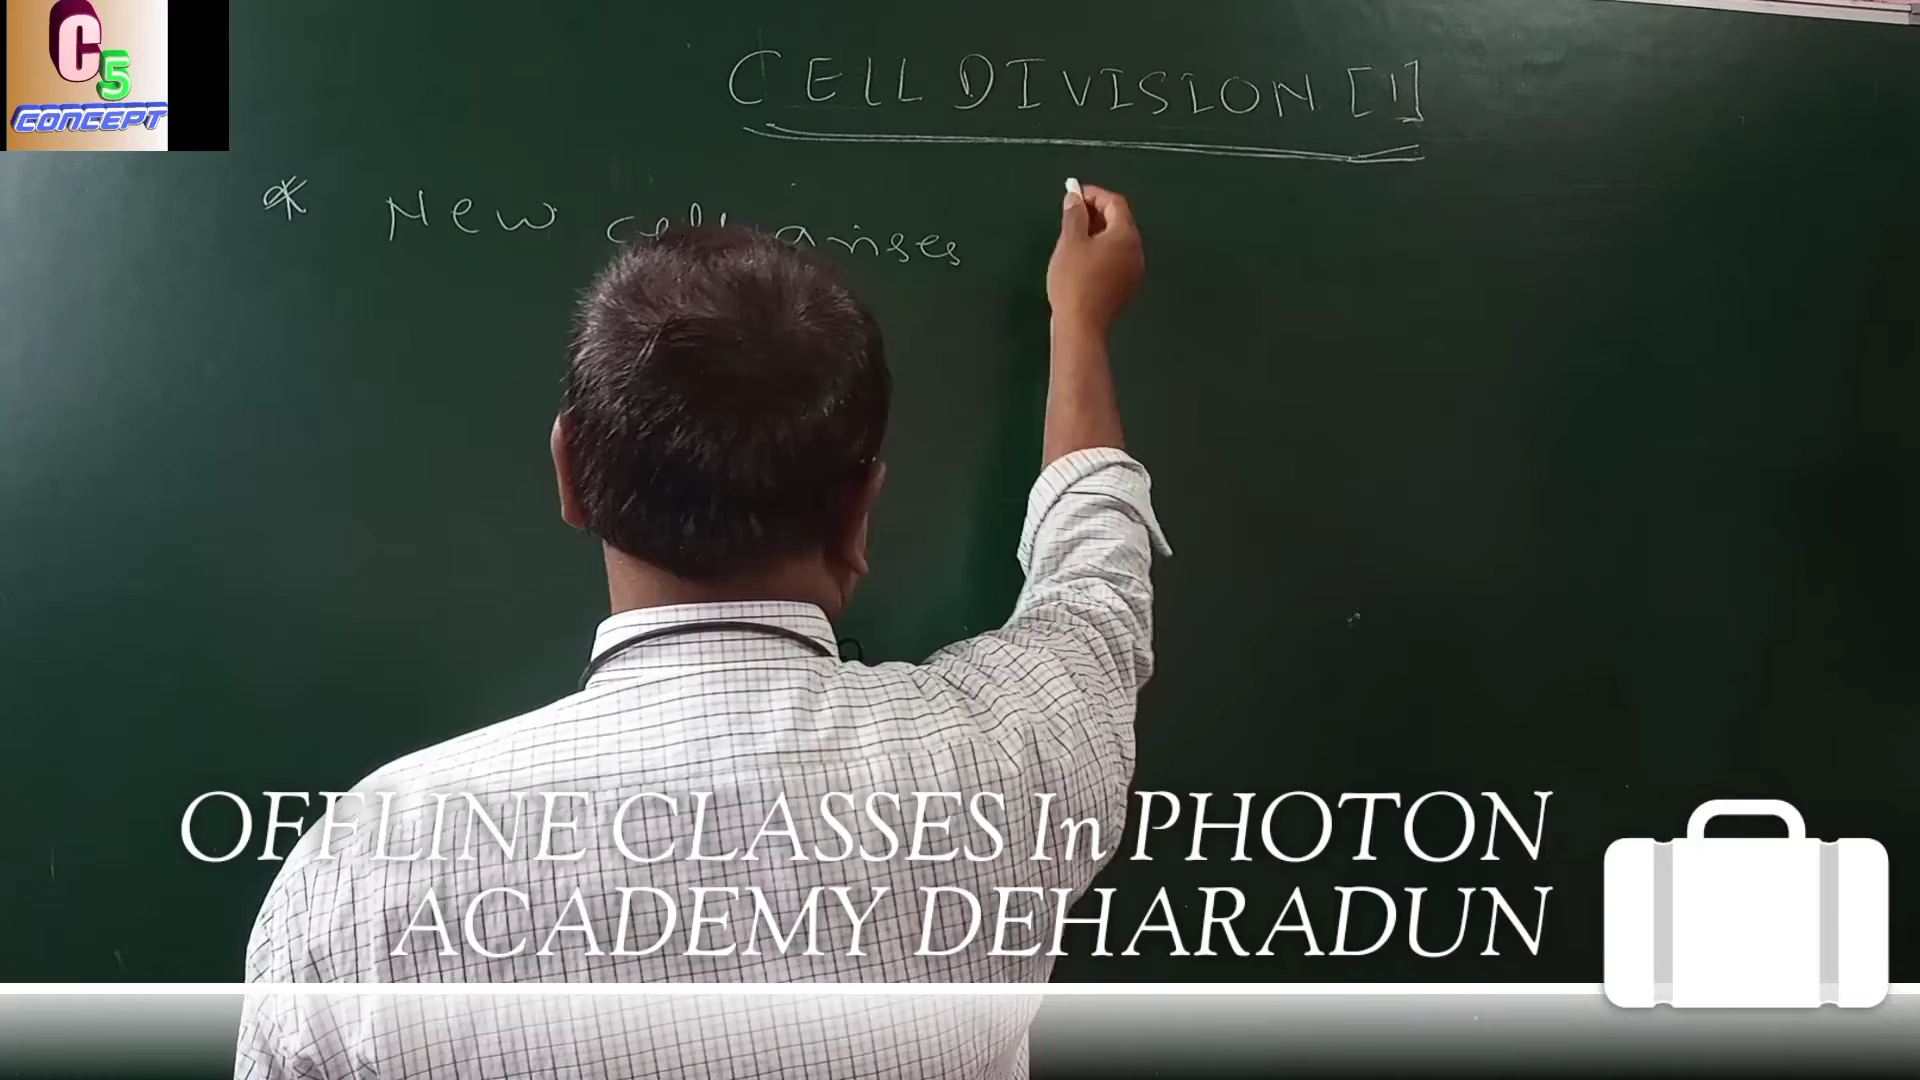 C5
CONCEPT
CELL DIVISION [1]
* New cell arises
OFFLINE CLASSES In PHOTON
ACADEMY DEHARADUN